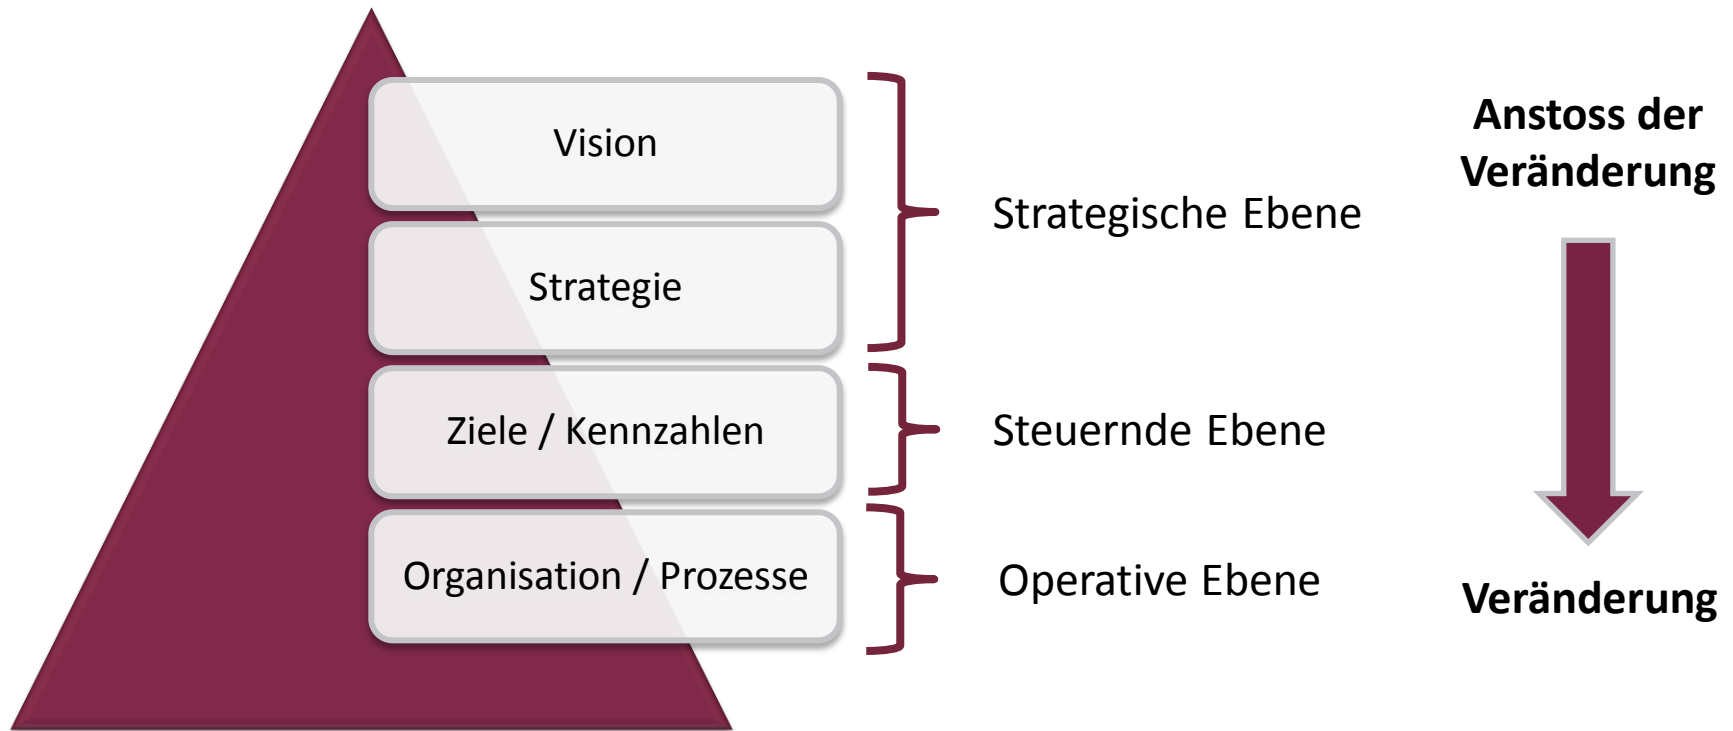 Vision
Strategie
Ziele / Kennzahlen
Organisation / Prozesse
Strategische Ebene
Steuernde Ebene
Operative Ebene
Anstoss der
Veränderung
Veränderung